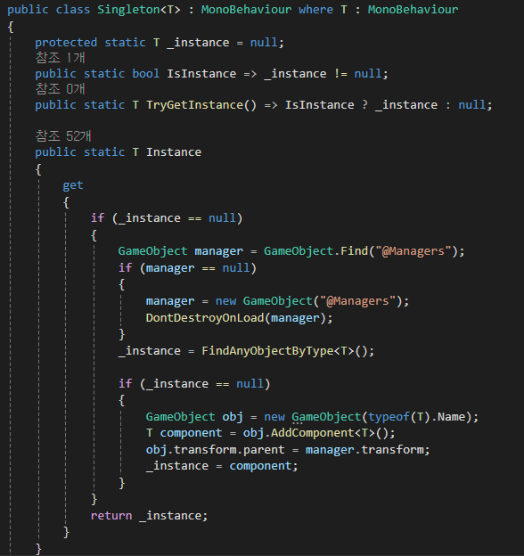 public class Singleton<T> : MonoBehaviour where T : MonoBehaviour
{
    protected static T _instance = null;
    참조 1개
    public static bool IsInstance => _instance != null;
    참조 0개
    public static T TryGetInstance() => IsInstance ? _instance : null;

    참조 52개
    public static T Instance
    {
        get
        {
            if (_instance == null)
            {
                GameObject manager = GameObject.Find("@Managers");
                if (manager == null)
                {
                    manager = new GameObject("@Managers");
                    DontDestroyOnLoad(manager);
                }
                _instance = FindAnyObjectByType<T>();

                if (_instance == null)
                {
                    GameObject obj = new GameObject(typeof(T).Name);
                    T component = obj.AddComponent<T>();
                    obj.transform.parent = manager.transform;
                    _instance = component;
                }
            }
            return _instance;
        }
    }